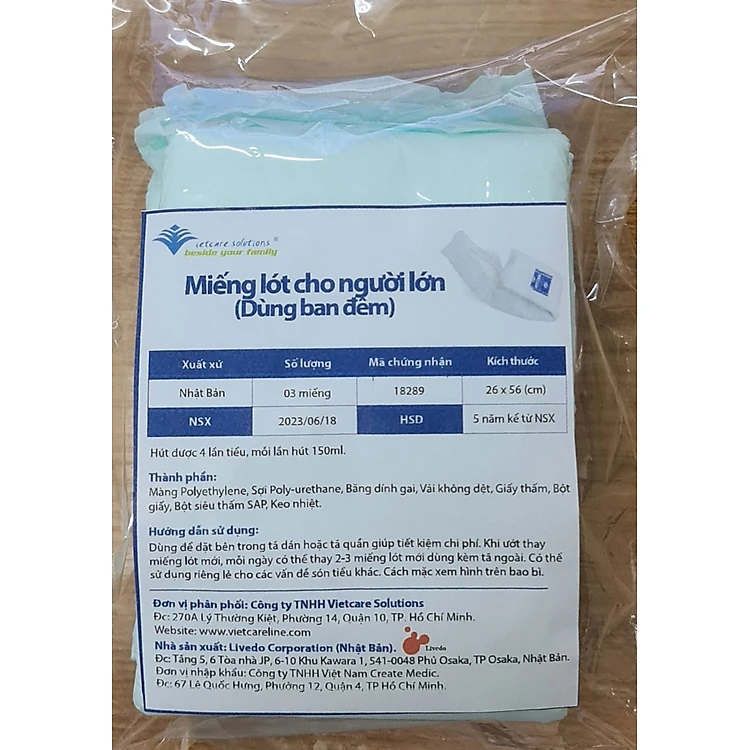 ietcare solutions ©
beside your family
Miếng lót cho người lớn
(Dùng ban đêm)
Xuất xứ Số lượng Mã chứng nhận Kích thước
Nhật Bản 03 miếng 18289 26 x 56 (cm)
NSX 2023/06/18 HSD 5 năm kể từ NSX
Hút được 4 lần tiểu, mỗi lần hút 150ml.
Thành phần:
Màng Polyethylene, Sợi Poly-urethane, Băng dính gai, Vải không dệt, Giấy thấm, Bột
giấy, Bột siêu thấm SAP, Keo nhiệt.
Hướng dẫn sử dụng:
Dùng để đặt bên trong tã dán hoặc tã quần giúp tiết kiệm chi phí. Khi ướt thay
miếng lót mới, mỗi ngày có thể thay 2-3 miếng lót mới dùng kèm tã ngoài. Có thể
sử dụng riêng lẻ cho các vấn đề són tiểu khác. Cách mặc xem hình trên bao bì.
Đơn vị phân phối: Công ty TNHH Vietcare Solutions
Đc: 270A Lý Thường Kiệt, Phường 14, Quận 10, TP. Hồ Chí Minh.
Website: www.vietcareline.com
Nhà sản xuất: Livedo Corporation (Nhật Bản). Livedo
Đc: Tầng 5, 6 Tòa nhà JP, 6-10 Khu Kawara 1, 541-0048 Phủ Osaka, TP Osaka, Nhật Bản.
Đơn vị nhập khẩu: Công ty TNHH Việt Nam Create Medic.
Đc: 67 Lê Quốc Hưng, Phường 12, Quận 4, TP Hồ Chí Minh.